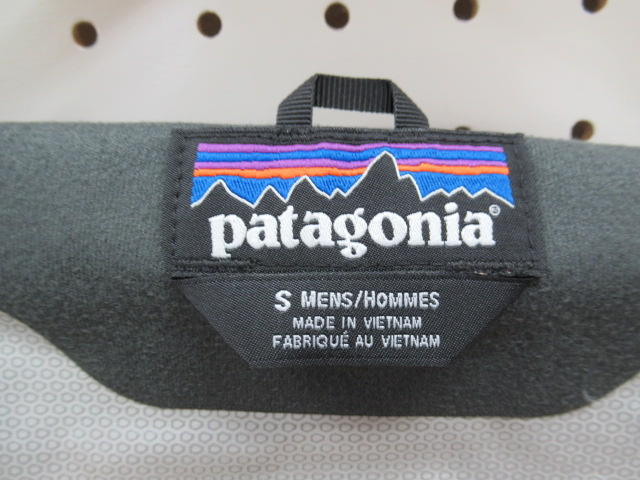 patagonia®
S MENS/HOMMES
MADE IN VIETNAM
FABRIQUÉ AU VIETNAM